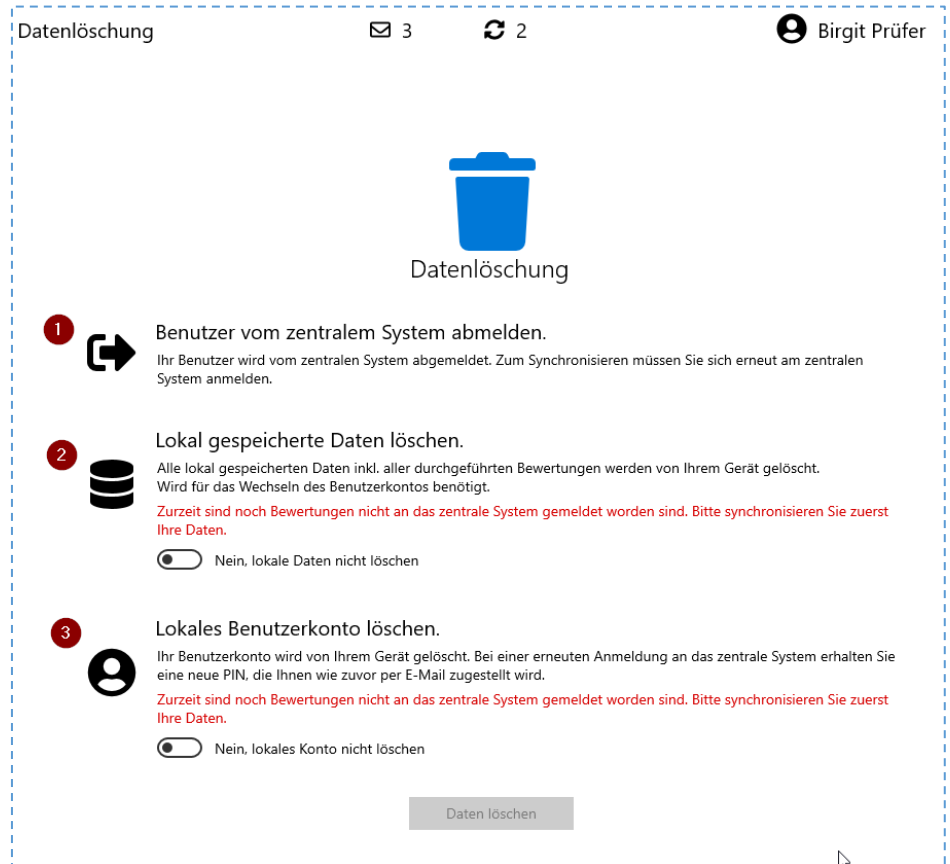 Datenlöschung 3 2 Birgit Prüfer
Datenlöschung
1
Benutzer vom zentralem System abmelden.
Ihr Benutzer wird vom zentralen System abgemeldet. Zum Synchronisieren müssen Sie sich erneut am zentralen
System anmelden.
2
Lokal gespeicherte Daten löschen.
Alle lokal gespeicherten Daten inkl. aller durchgeführten Bewertungen werden von Ihrem Gerät gelöscht.
Wird für das Wechseln des Benutzerkontos benötigt.
Zurzeit sind noch Bewertungen nicht an das zentrale System gemeldet worden sind. Bitte synchronisieren Sie zuerst
Ihre Daten.
Nein, lokale Daten nicht löschen
3
Lokales Benutzerkonto löschen.
Ihr Benutzerkonto wird von Ihrem Gerät gelöscht. Bei einer erneuten Anmeldung an das zentrale System erhalten Sie
eine neue PIN, die Ihnen wie zuvor per E-Mail zugestellt wird.
Zurzeit sind noch Bewertungen nicht an das zentrale System gemeldet worden sind. Bitte synchronisieren Sie zuerst
Ihre Daten.
Nein, lokales Konto nicht löschen
Daten löschen